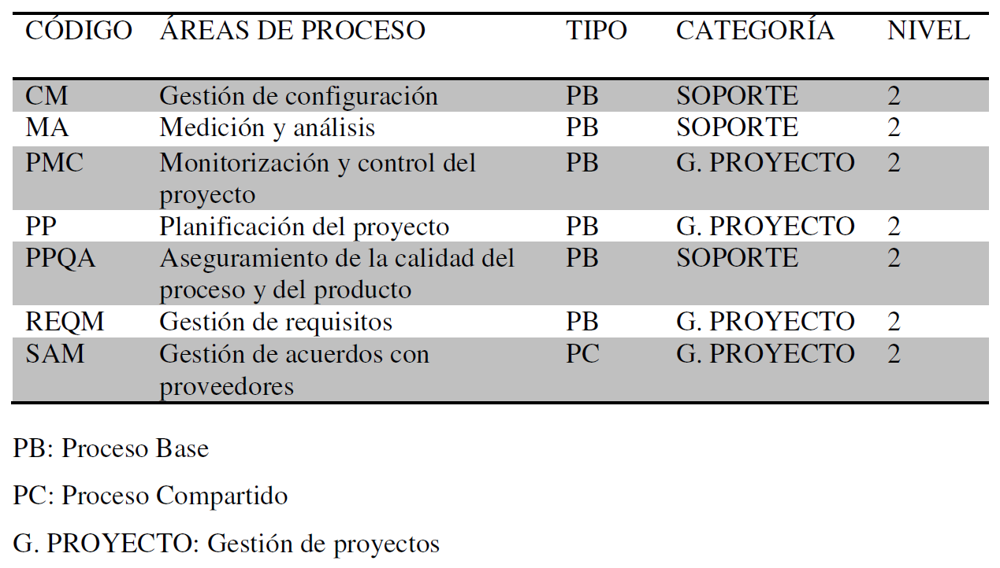 CÓDIGO ÁREAS DE PROCESO TIPO CATEGORÍA NIVEL
CM Gestión de configuración PB SOPORTE 2
MA Medición y análisis PB SOPORTE 2
PMC Monitorización y control del PB G. PROYECTO 2
proyecto
PP Planificación del proyecto PB G. PROYECTO 2
PPQA Aseguramiento de la calidad del PB SOPORTE 2
proceso y del producto
REQM Gestión de requisitos PB G. PROYECTO 2
SAM Gestión de acuerdos con PC G. PROYECTO 2
proveedores
PB: Proceso Base
PC: Proceso Compartido
G. PROYECTO: Gestión de proyectos